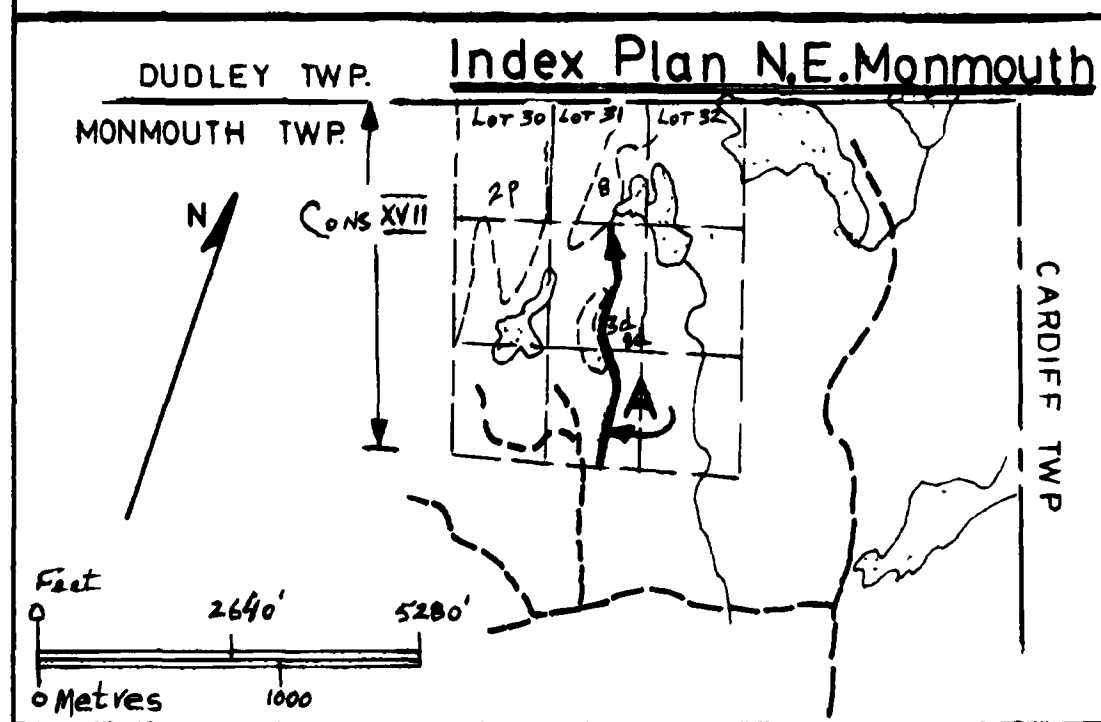 Index Plan N.E.Monmouth
DUDLEY TWP.
MONMOUTH TWP.
LOT 30 LOT 31 LOT 32
N
CONS XVII
2P
8
CARDIFF TWP
A
Feet
0 2640' 5280'
0 Metres 1000